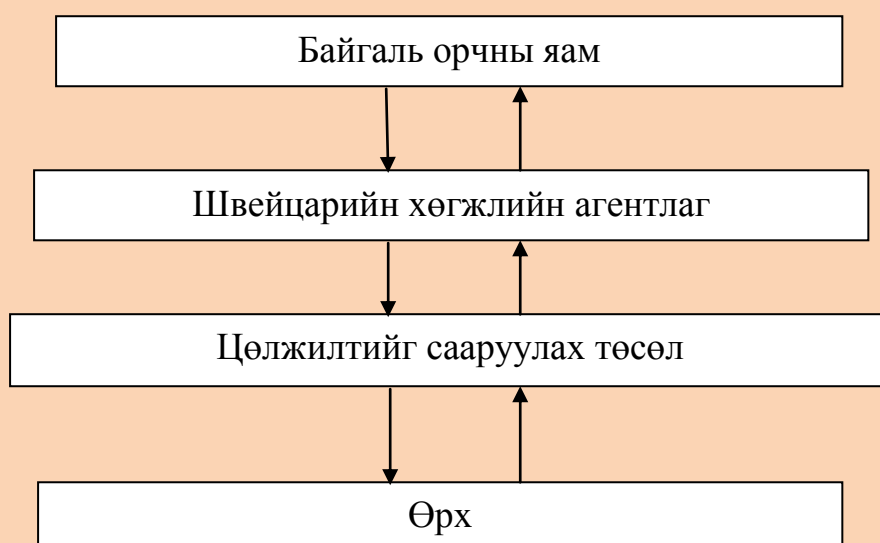 Байгаль орчны яам
Швейцарийн хөгжлийн агентлаг
Цөлжилтийг сааруулах төсөл
Өрх